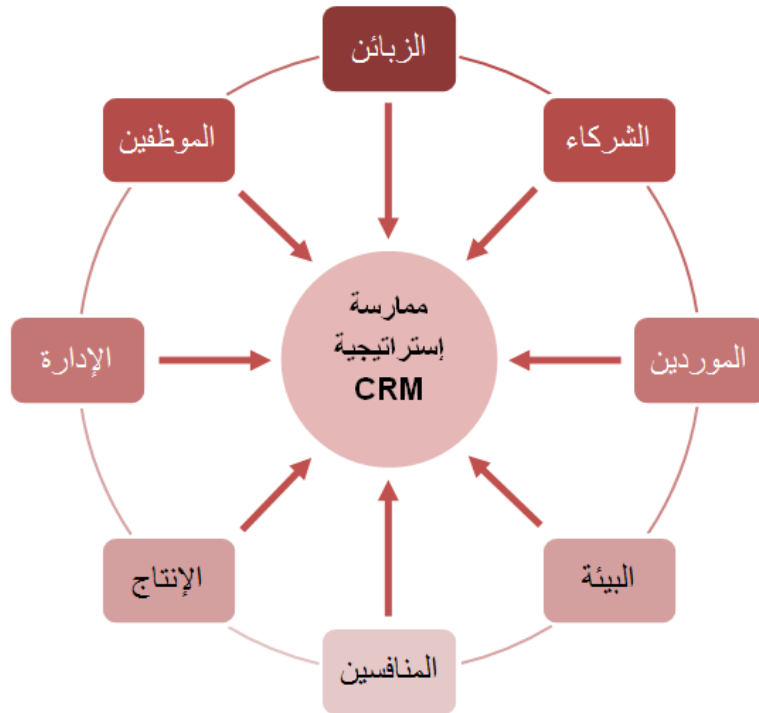 الزبائن
الشركاء
الموظفين
ممارسة
إستراتيجية
CRM
الموردين
الإدارة
البيئة
الإنتاج
المنافسين